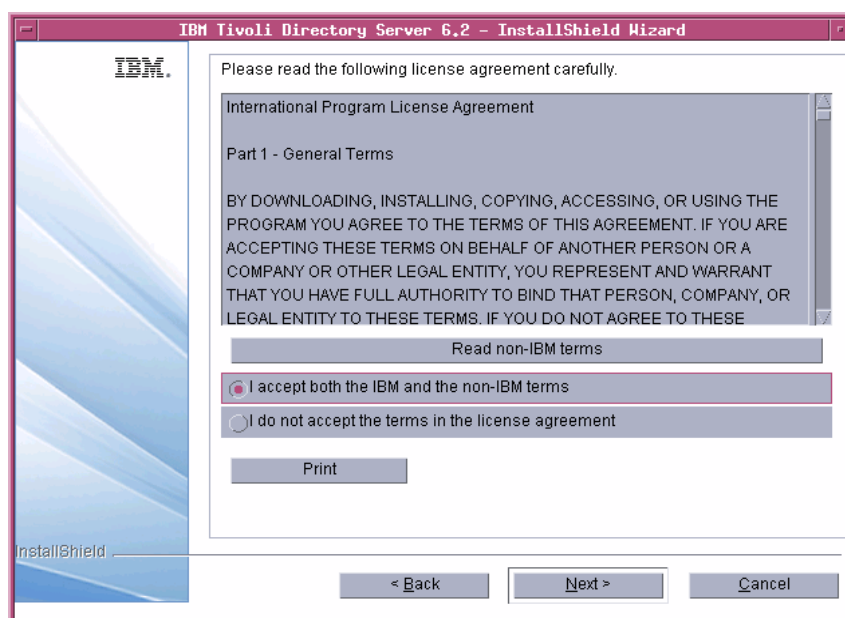 IBM Tivoli Directory Server 6.2 - InstallShield Wizard
IBM.
Please read the following license agreement carefully.
International Program License Agreement
Part 1 - General Terms
BY DOWNLOADING, INSTALLING, COPYING, ACCESSING, OR USING THE
PROGRAM YOU AGREE TO THE TERMS OF THIS AGREEMENT. IF YOU ARE
ACCEPTING THESE TERMS ON BEHALF OF ANOTHER PERSON OR A
COMPANY OR OTHER LEGAL ENTITY, YOU REPRESENT AND WARRANT
THAT YOU HAVE FULL AUTHORITY TO BIND THAT PERSON, COMPANY, OR
LEGAL ENTITY TO THESE TERMS. IF YOU DO NOT AGREE TO THESE
Read non-IBM terms
I accept both the IBM and the non-IBM terms
I do not accept the terms in the license agreement
Print
InstallShield
< Back
Next >
Cancel